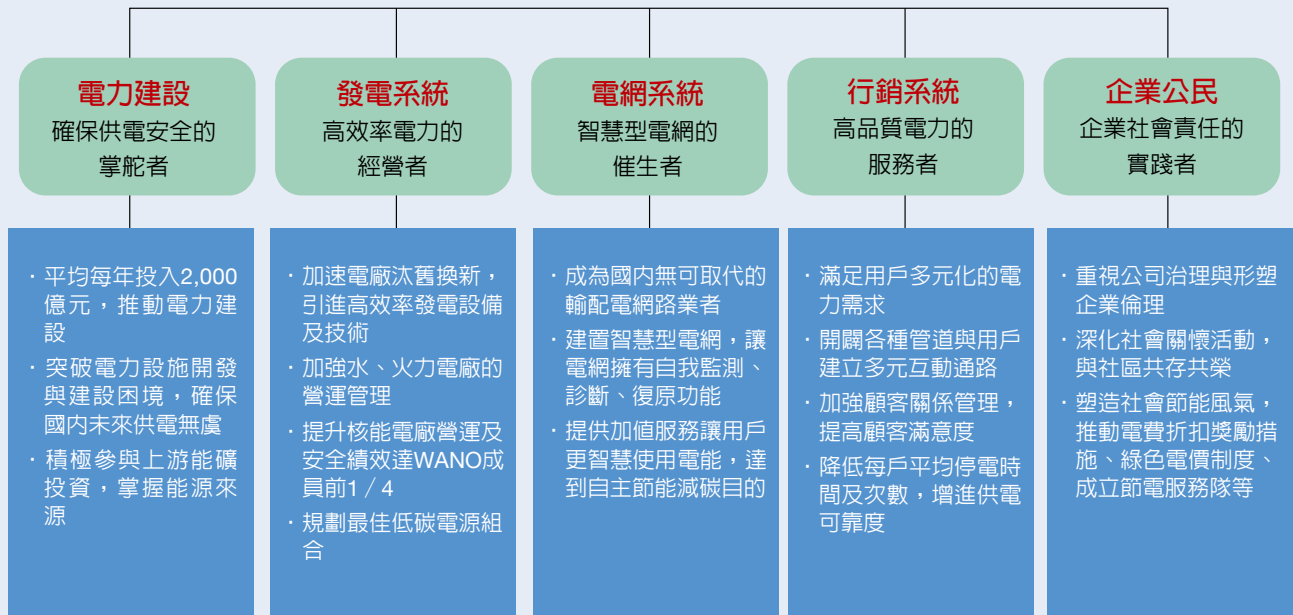 電力建設
確保供電安全的
掌舵者
發電系統
高效率電力的
經營者
電網系統
智慧型電網的
催生者
行銷系統
高品質電力的
服務者
企業公民
企業社會責任的
實踐者
·平均每年投入2,000
億元，推動電力建
設
·突破電力設施開發
與建設困境，確保
國內未來供電無虞
·積極參與上游能礦
投資，掌握能源來
源
·加速電廠汰舊換新，
引進高效率發電設備
及技術
·加強水、火力電廠的
營運管理
·提升核能電廠營運及
安全績效達WANO成
員前1／4
·規劃最佳低碳電源組
合
·成為國內無可取代的
輸配電網路業者
·建置智慧型電網，讓
電網擁有自我監測、
診斷、復原功能
·提供加值服務讓用戶
更智慧使用電能，達
到自主節能減碳目的
·滿足用戶多元化的電
力需求
·開闢各種管道與用戶
建立多元互動通路
·加強顧客關係管理，
提高顧客滿意度
·降低每戶平均停電時
間及次數，增進供電
可靠度
·重視公司治理與形塑
企業倫理
·深化社會關懷活動，
與社區共存共榮
·塑造社會節能風氣，
推動電費折扣獎勵措
施、綠色電價制度、
成立節電服務隊等